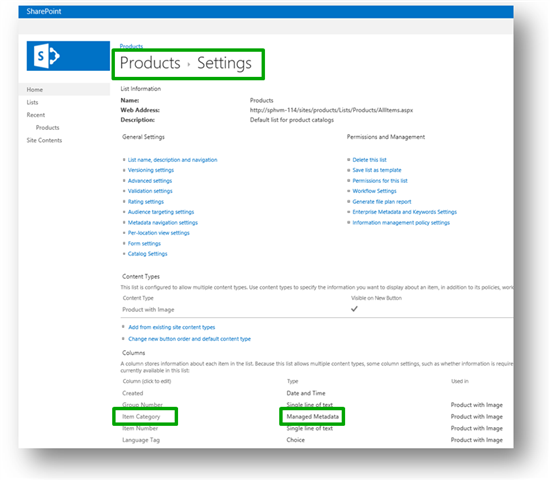 SharePoint
S
Products
Products › Settings
Home
Lists
Recent
Products
Site Contents
List Information
Name: Products
Web Address: http://sphvm-114/sites/products/Lists/Products/AllItems.aspx
Description: Default list for product catalogs
General Settings
Permissions and Management
List name, description and navigation
Versioning settings
Advanced settings
Validation settings
Rating settings
Audience targeting settings
Metadata navigation settings
Per-location view settings
Form settings
Catalog Settings
Delete this list
Save list as template
Permissions for this list
Workflow Settings
Generate file plan report
Enterprise Metadata and Keywords Settings
Information management policy settings
Content Types
This list is configured to allow multiple content types. Use content types to specify the information you want to display about an item, in addition to its policies, work
Content Type Visible on New Button
Product with Image ✓
Add from existing site content types
Change new button order and default content type
Columns
A column stores information about each item in the list. Because this list allows multiple content types, some column settings, such as whether information is require
currently available in this list:
Column (click to edit) Type Used in
Created Date and Time
Group Number Single line of text Product with Image
Item Category Managed Metadata Product with Image
Item Number Single line of text Product with Image
Language Tag Choice Product with Image